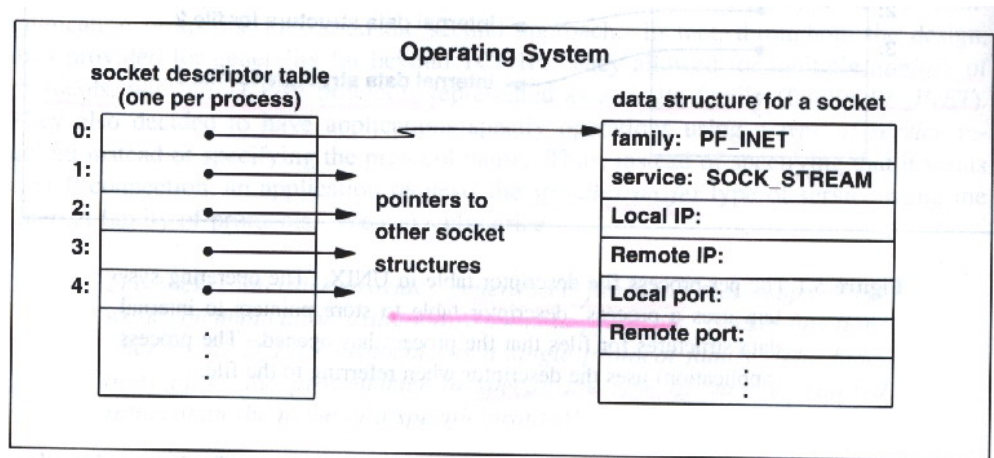 Operating System
socket descriptor table
(one per process)
0:
1:
2:
3:
4:
pointers to
other socket
structures
data structure for a socket
family: PF_INET
service: SOCK_STREAM
Local IP:
Remote IP:
Local port:
Remote port: